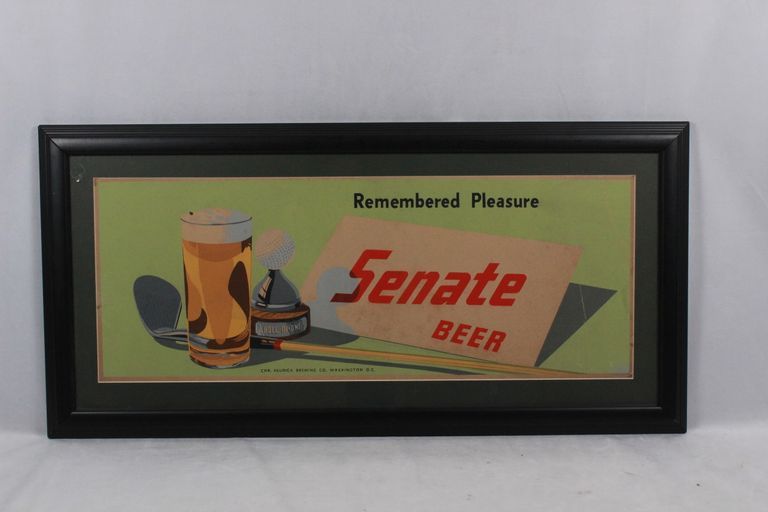 Remembered Pleasure
Senate
BEER
CHR. HEURICH BREWING CO. WASHINGTON D.C.